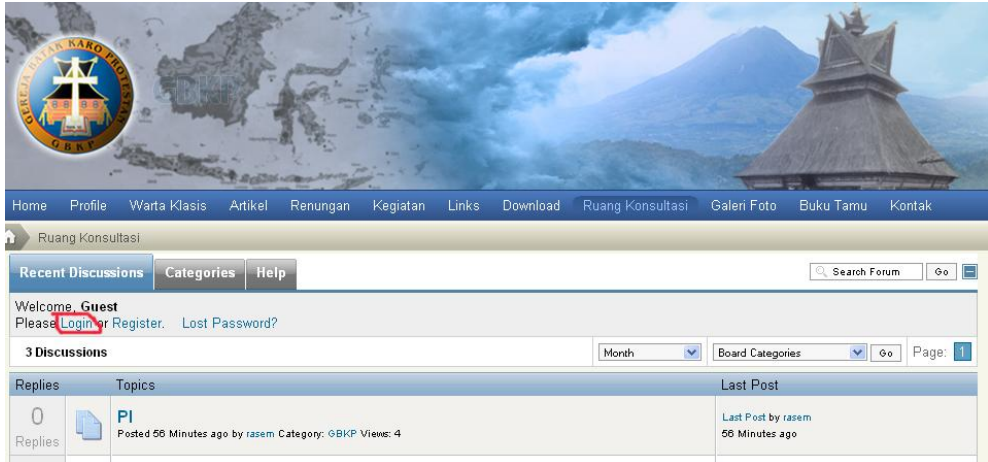 GEREJA BATAK KARO PROTESTAN
GBKP
GBKP
Home Profile Warta Klasis Artikel Renungan Kegiatan Links Download Ruang Konsultasi Galeri Foto Buku Tamu Kontak
Ruang Konsultasi
Recent Discussions Categories Help Search Forum Go
Welcome, Guest
Please Login or Register. Lost Password?
3 Discussions Month Board Categories Go Page: 1
Replies Topics Last Post
0 PI Last Post by rasem
Replies Posted 56 Minutes ago by rasem Category: GBKP Views: 4 56 Minutes ago